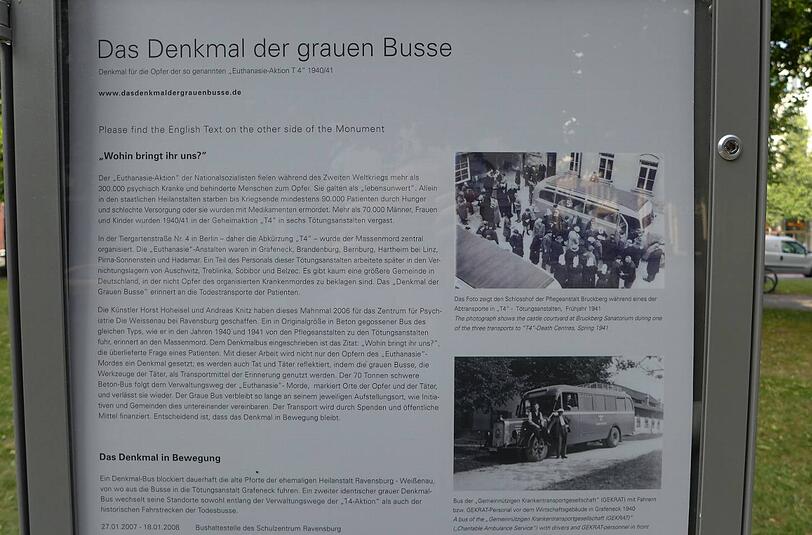 Das Denkmal der grauen Busse
Denkmal für die Opfer der so genannten „Euthanasie-Aktion T 4“ 1940/41
www.dasdenkmaldergrauenbusse.de
Please find the English Text on the other side of the Monument
„Wohin bringt ihr uns?“
Der „Euthanasie-Aktion“ der Nationalsozialisten fielen während des Zweiten Weltkriegs mehr als
300.000 psychisch Kranke und behinderte Menschen zum Opfer. Sie galten als „lebensunwert“. Allein
in den staatlichen Heilanstalten starben bis Kriegsende mindestens 90.000 Patienten durch Hunger
und schlechte Versorgung oder sie wurden mit Medikamenten ermordet. Mehr als 70.000 Männer, Frauen
und Kinder wurden 1940/41 in der Geheimaktion „T4“ in sechs Tötungsanstalten vergast.
In der Tiergartenstraße Nr. 4 in Berlin – daher die Abkürzung „T4“ – wurde der Massenmord zentral
organisiert. Die „Euthanasie“-Anstalten waren in Grafeneck, Brandenburg, Bernburg, Hartheim bei Linz,
Pirna-Sonnenstein und Hadamar. Ein Teil des Personals dieser Tötungsanstalten arbeitete später in den Ver-
nichtungslagern von Auschwitz, Treblinka, Sobibor und Belzec. Es gibt kaum eine größere Gemeinde in
Deutschland, in der nicht Opfer des organisierten Krankenmordes zu beklagen sind. Das „Denkmal der
Grauen Busse“ erinnert an die Todestransporte der Patienten.
Die Künstler Horst Hoheisel und Andreas Knitz haben dieses Mahnmal 2006 für das Zentrum für Psych-
iatrie Die Weissenau bei Ravensburg geschaffen. Ein in Originalgröße in Beton gegossener Bus des
gleichen Typs, wie er in den Jahren 1940 und 1941 von den Pflegeanstalten zu den Tötungsanstalten
fuhr, erinnert an den Massenmord. Dem Denkmalbus eingeschrieben ist das Zitat: „Wohin bringt ihr uns?“,
die überlieferte Frage eines Patienten. Mit dieser Arbeit wird nicht nur den Opfern des „Euthanasie“-
Mordes ein Denkmal gesetzt; es werden auch Tat und Täter reflektiert, indem die grauen Busse, die
Werkzeuge der Täter, als Transportmittel der Erinnerung genutzt werden. Der 70 Tonnen schwere
Beton-Bus folgt dem Verwaltungsweg der „Euthanasie“- Morde, markiert Orte der Opfer und der Täter,
und verlässt sie wieder. Der Graue Bus verbleibt so lange an seinem jeweiligen Aufstellungsort, wie Initia-
tiven und Gemeinden dies untereinander vereinbaren. Der Transport wird durch Spenden und öffentliche
Mittel finanziert. Entscheidend ist, dass das Denkmal in Bewegung bleibt.
Das Denkmal in Bewegung
Ein Denkmal-Bus blockiert dauerhaft die alte Pforte der ehemaligen Heilanstalt Ravensburg - Weißenau,
von wo aus die Busse in die Tötungsanstalt Grafeneck fuhren. Ein zweiter identischer grauer Denkmal-
Bus wechselt seine Standorte sowohl entlang der Verwaltungswege der „T4-Aktion“ als auch der
historischen Fahrstrecken der Todesbusse.
27.01.2007 - 18.01.2008 Bushaltestelle des Schulzentrum Ravensburg
Das Foto zeigt den Schlosshof der Pflegeanstalt Bruckberg während eines der
Abtransporte in „T4“ - Tötungsanstalten, Frühjahr 1941
The photograph shows the castle courtyard at Bruckberg Sanatorium during one of
the three transports to “T4”-Death Centres, Spring 1941
Bus der „Gemeinnützigen Krankentransportgesellschaft“ (GEKRAT) mit Fahrern
bzw. GEKRAT-Personal vor dem Wirtschaftsgebäude in Grafeneck 1940
A bus of the „Gemeinnützigen Krankentransportgesellschaft (GEKRAT)“
(„Charitable Ambulance Service“) with drivers and GEKRAT-personnel in front